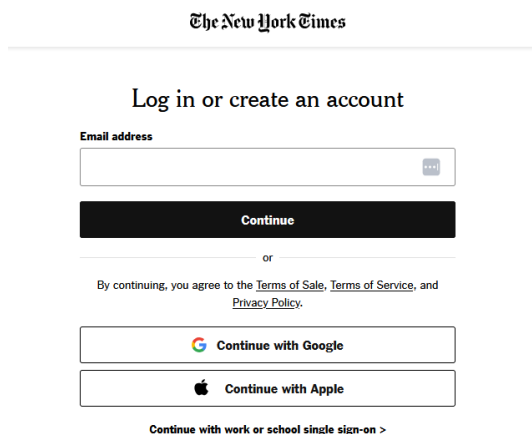 The New York Times
Log in or create an account
Email address
Continue
or
By continuing, you agree to the Terms of Sale, Terms of Service, and
Privacy Policy.
Continue with Google
Continue with Apple
Continue with work or school single sign-on >